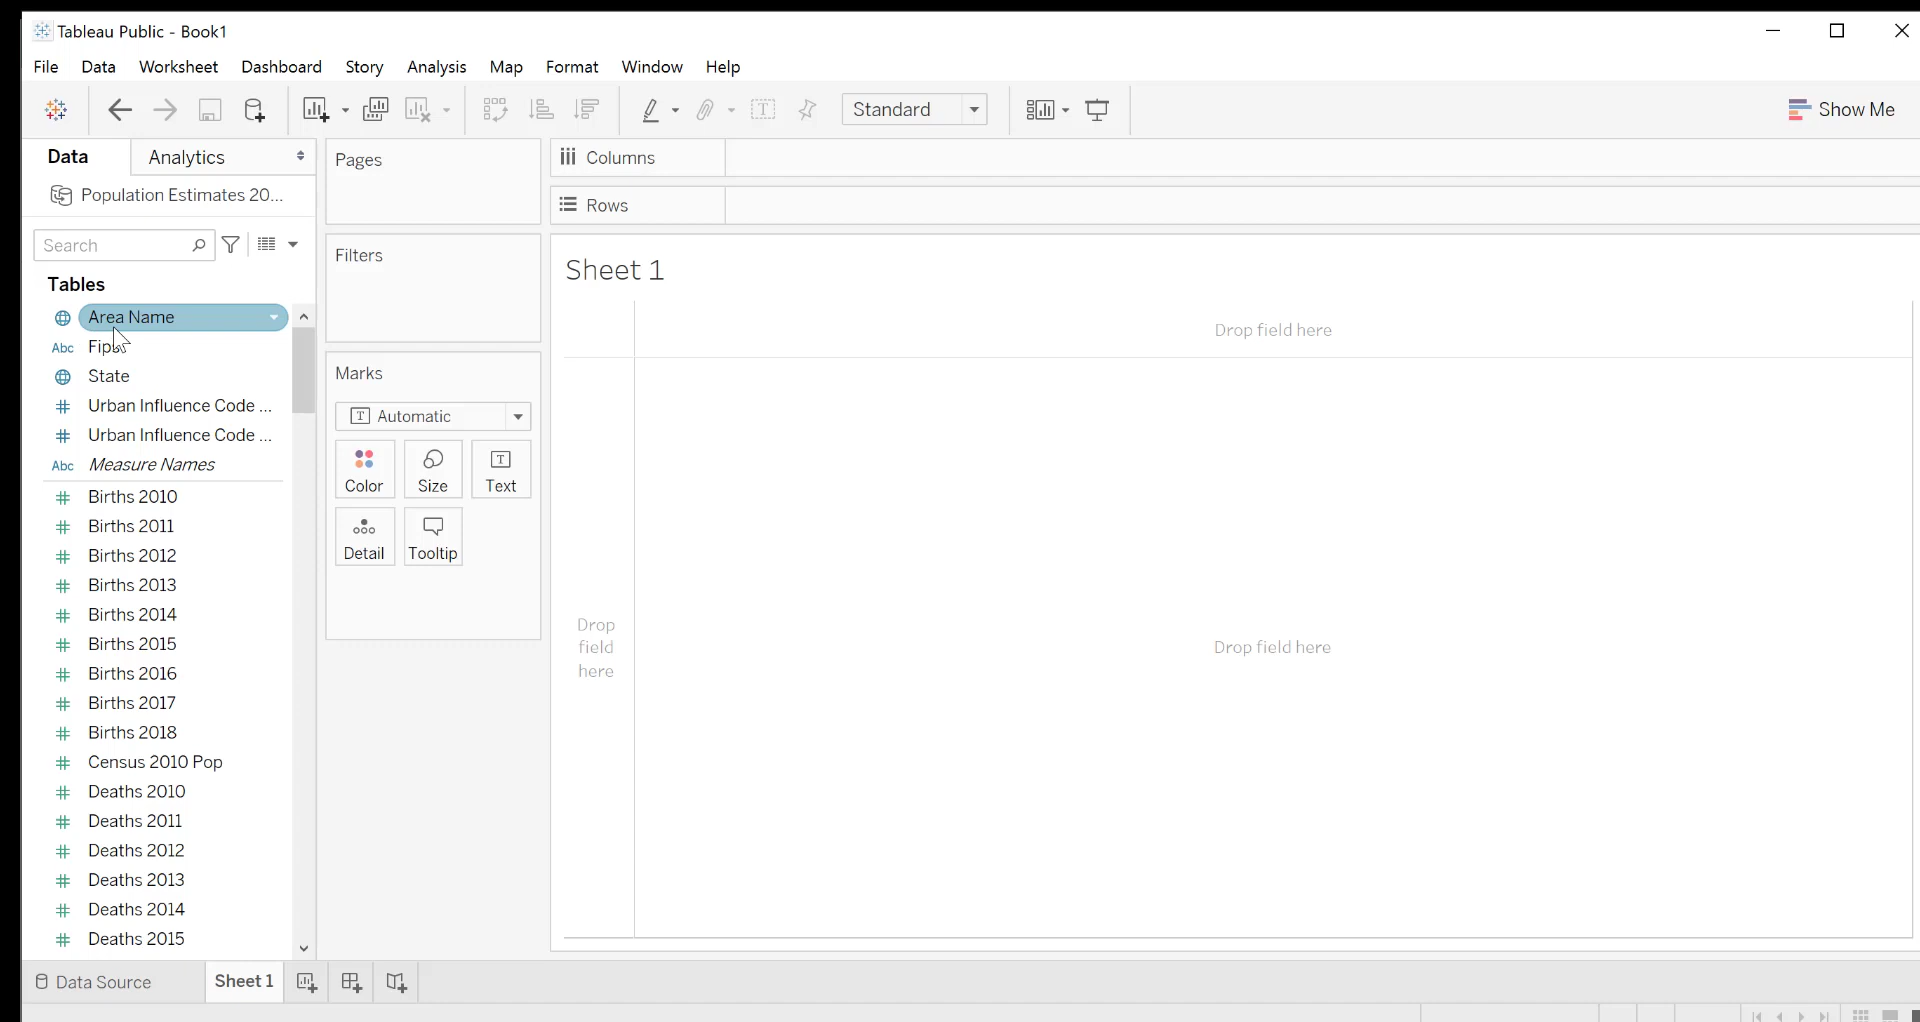 Tableau Public - Book1
File Data Worksheet Dashboard Story Analysis Map Format Window Help
Standard
Show Me
Data Analytics
Population Estimates 20...
Search
Tables
Area Name
Abc
State
Urban Influence Code ...
Urban Influence Code ...
Abc Measure Names
Births 2010
Births 2011
Births 2012
Births 2013
Births 2014
Births 2015
Births 2016
Births 2017
Births 2018
Census 2010 Pop
Deaths 2010
Deaths 2011
Deaths 2012
Deaths 2013
Deaths 2014
Deaths 2015
Pages
Filters
Marks
T Automatic
Color Size T Text
Detail Tooltip
Columns
Rows
Sheet 1
Drop field here
Drop
field
here
Drop field here
Data Source Sheet 1